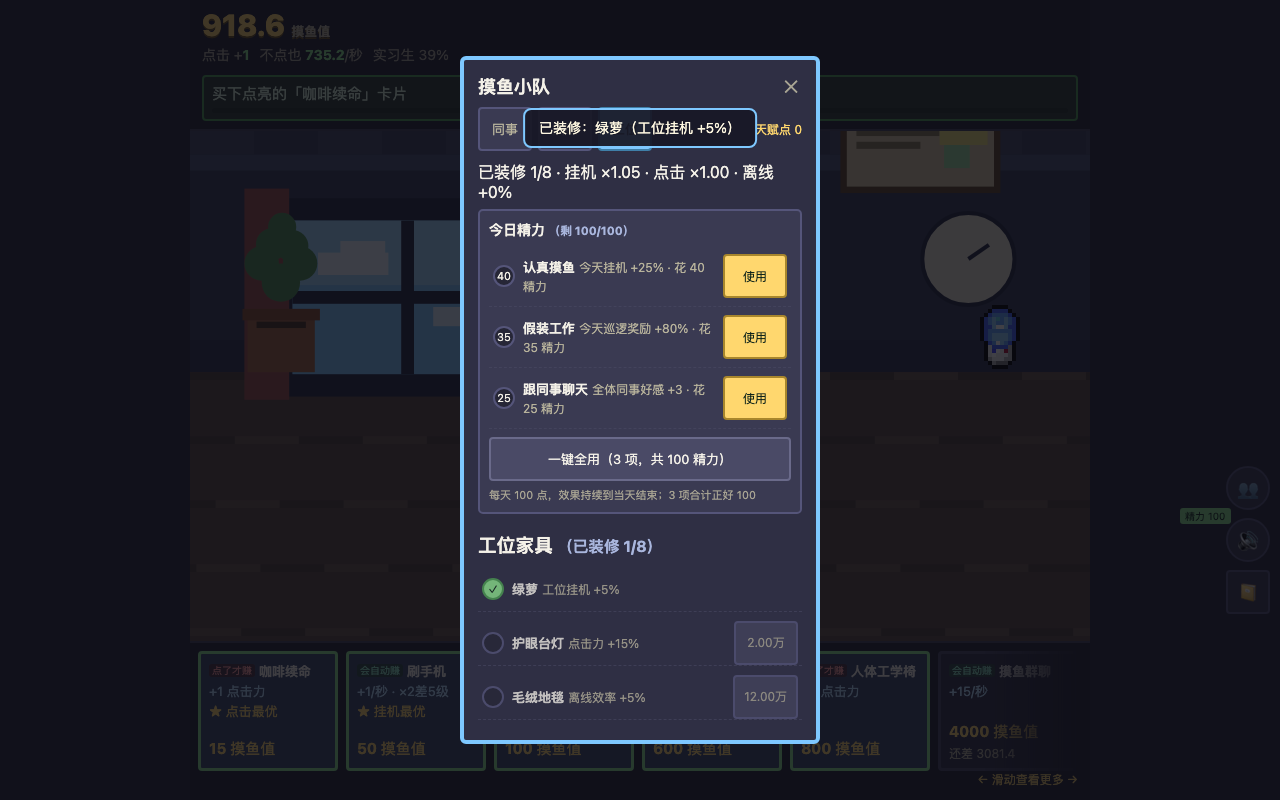 918.6 摸鱼值
点击 +1 不点也 735.2/秒 实习生 39%
买下点亮的「咖啡续命」卡片
摸鱼小队
同事
已装修：绿萝（工位挂机 +5%）
天赋点 0
已装修 1/8 · 挂机 ×1.05 · 点击 ×1.00 · 离线
+0%
今日精力 （剩 100/100）
40 认真摸鱼 今天挂机 +25% · 花 40
精力
使用
35 假装工作 今天巡逻奖励 +80% · 花
35 精力
使用
25 跟同事聊天 全体同事好感 +3 · 花
25 精力
使用
一键全用（3 项，共 100 精力）
每天 100 点，效果持续到当天结束；3 项合计正好 100
工位家具 （已装修 1/8）
绿萝 工位挂机 +5%
护眼台灯 点击力 +15%
2.00万
毛绒地毯 离线效率 +5%
12.00万
精力 100
点了才赚 咖啡续命
+1 点击力
★ 点击最优
15 摸鱼值
会自动赚 刷手机
+1/秒 · ×2差5级
★ 挂机最优
50 摸鱼值
100 摸鱼值
600 摸鱼值
才赚 人体工学椅
点击力
800 摸鱼值
会自动赚 摸鱼群聊
+15/秒
4000 摸鱼值
还差 3081.4
← 滑动查看更多 →